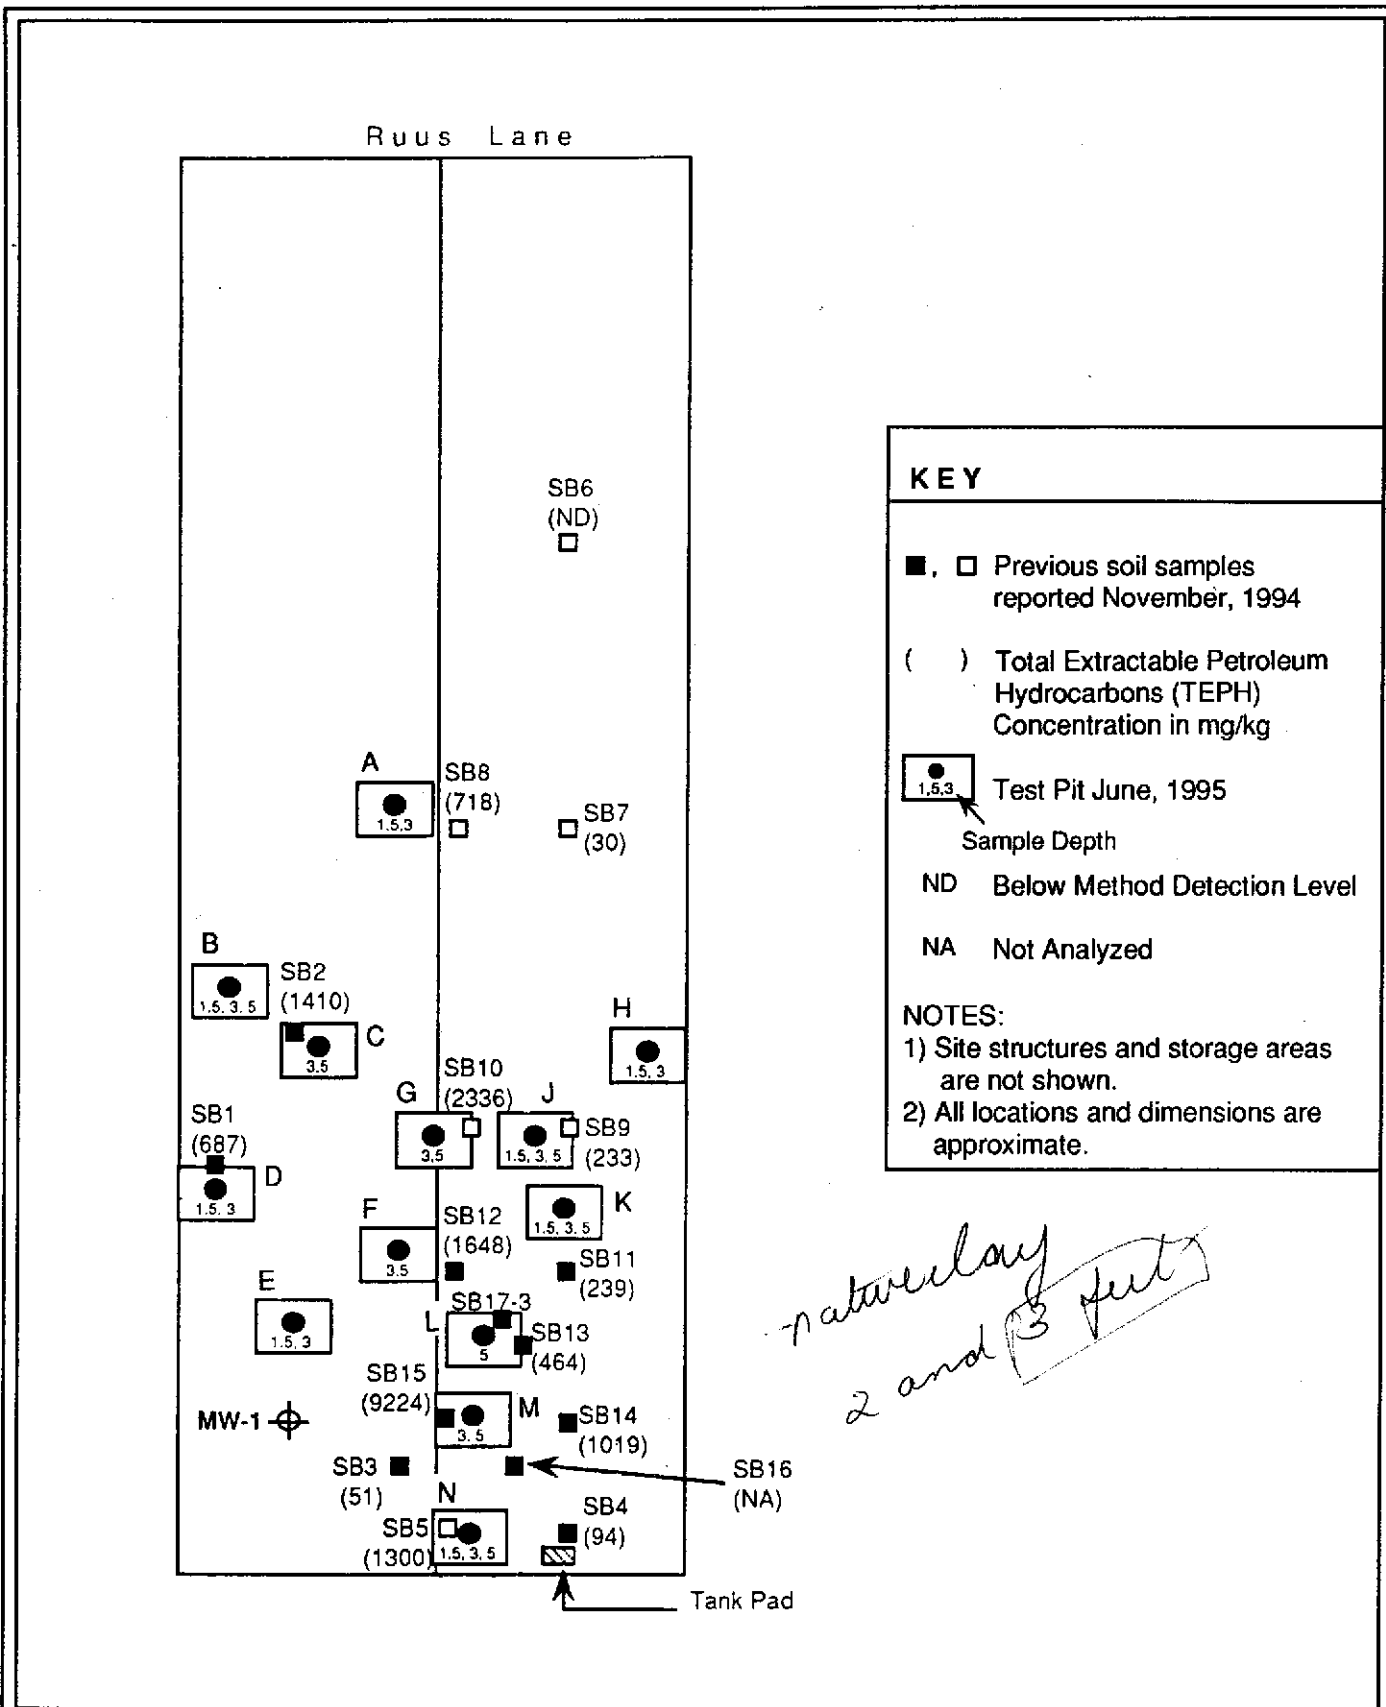 Ruus Lane
SB6
(ND)
A
1.5,3
SB8
(718)
SB7
(30)
B
1.5, 3, 5
SB2
(1410)
C
3.5
H
1.5, 3
SB10
(2336)
G
3,5
J
1.5, 3, 5
SB9
(233)
SB1
(687)
D
1.5, 3
K
1.5, 3, 5
F
3.5
SB12
(1648)
SB11
(239)
E
1.5, 3
SB17-3
L
5
SB13
(464)
SB15
(9224)
M
3, 5
MW-1
SB14
(1019)
SB3
(51)
SB16
(NA)
N
SB5
(1300)
1.5, 3, 5
SB4
(94)
Tank Pad
KEY
■, □ Previous soil samples
reported November, 1994
( ) Total Extractable Petroleum
Hydrocarbons (TEPH)
Concentration in mg/kg
1,5,3
Test Pit June, 1995
Sample Depth
ND Below Method Detection Level
NA Not Analyzed
NOTES:
1) Site structures and storage areas
are not shown.
2) All locations and dimensions are
approximate.
2 and 3 feet